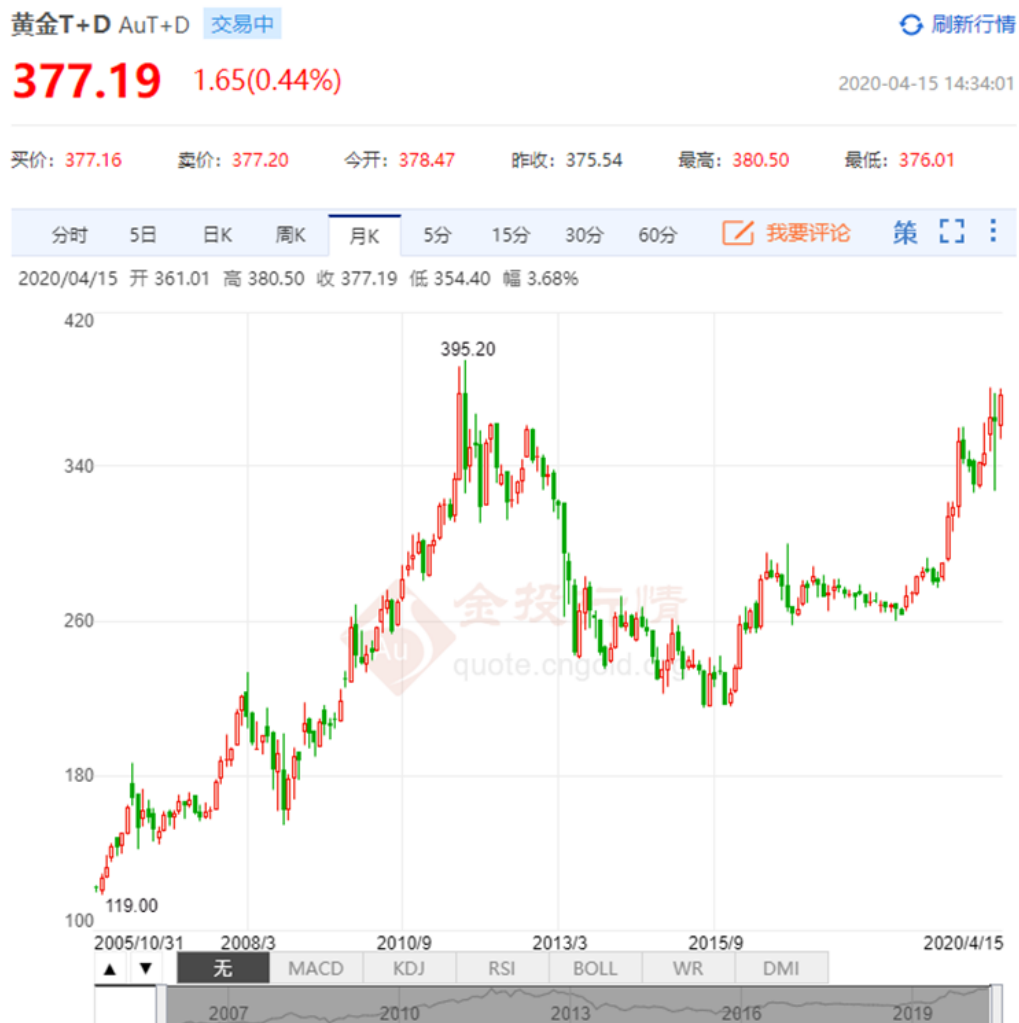 黄金T+D AuT+D 交易中 刷新行情
377.19 1.65(0.44%) 2020-04-15 14:34:01
买价: 377.16 卖价: 377.20 今开: 378.47 昨收: 375.54 最高: 380.50 最低: 376.01
分时 5日 日K 周K 月K 5分 15分 30分 60分 我要评论 策
2020/04/15 开 361.01 高 380.50 收 377.19 低 354.40 幅 3.68%
420
395.20
340
260
金投行情
Au
quote.cngold.org
180
119.00
100
2005/10/31 2008/3 2010/9 2013/3 2015/9 2020/4/15
▲ ▼ 无 MACD KDJ RSI BOLL WR DMI
2007 2010 2013 2016 2019